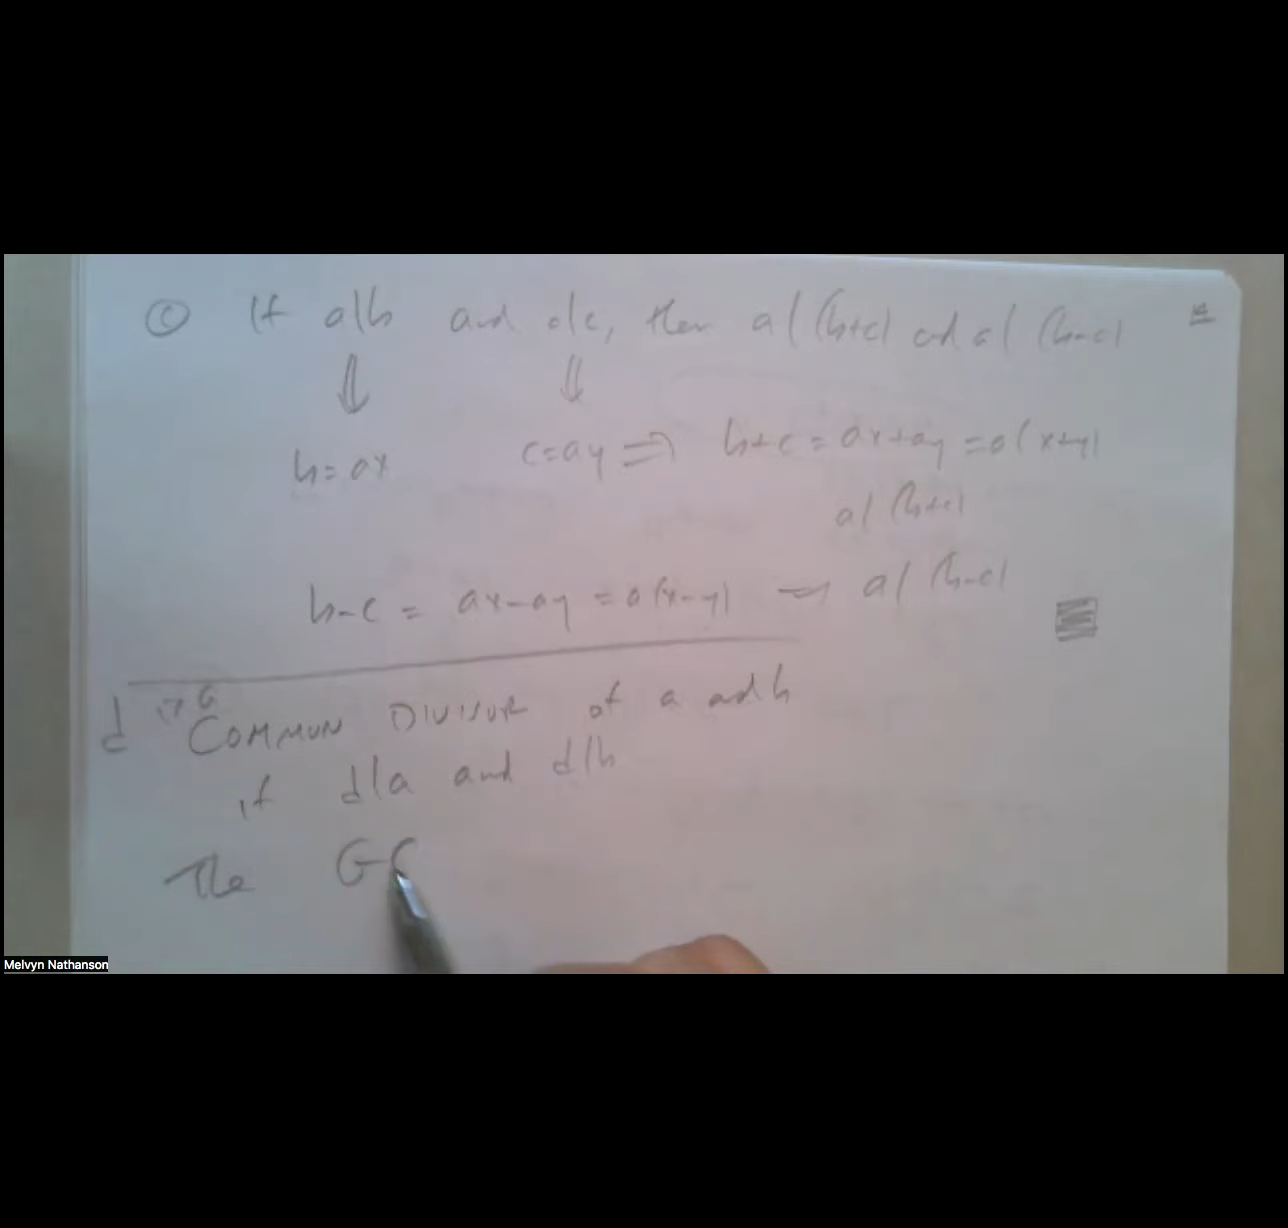 © If a|b and a|c, then a|(b+c) and a|(b-c)
⇓ ⇓
b=ax c=ay ⇒ b+c = ax+ay = a(x+y)
a|(b+c)
b-c = ax-ay = a(x-y) ⇒ a|(b-c)
d is a COMMON DIVISOR of a and b
if d|a and d|b
The GC
Melvyn Nathanson